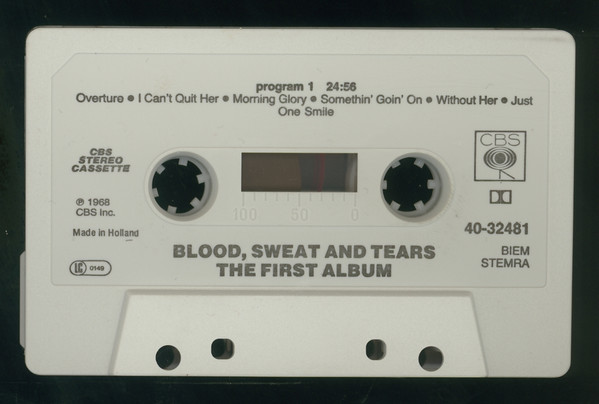 program 1 24:56
Overture • I Can't Quit Her • Morning Glory • Somethin' Goin' On • Without Her • Just
One Smile
CBS
STEREO
CASSETTE
CBS
℗ 1968
CBS Inc.
100 50 0
40-32481
Made in Holland
BLOOD, SWEAT AND TEARS
THE FIRST ALBUM
BIEM
STEMRA
LC 0149